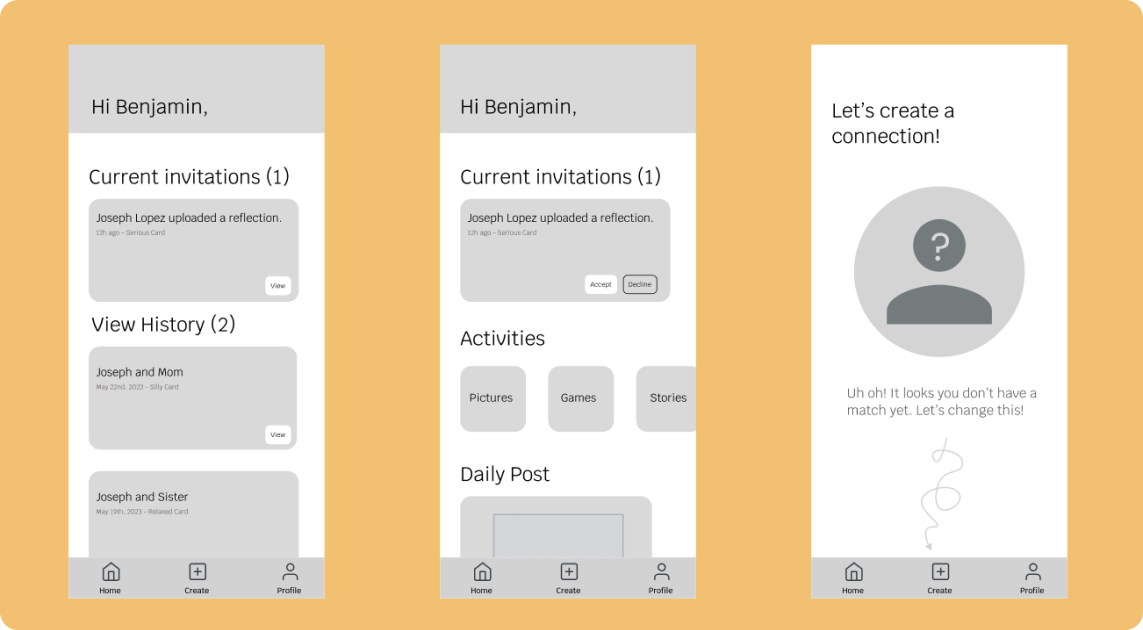 Hi Benjamin,
Current invitations (1)
Joseph Lopez uploaded a reflection.
12h ago - Serious Card
View
View History (2)
Joseph and Mom
May 22nd, 2023 - Silly Card
View
Joseph and Sister
May 19th, 2023 - Relaxed Card
Home
Create
Profile
Hi Benjamin,
Current invitations (1)
Joseph Lopez uploaded a reflection.
12h ago - Serious Card
Accept
Decline
Activities
Pictures
Games
Stories
Daily Post
Home
Create
Profile
Let's create a
connection!
?
Uh oh! It looks you don't have a
match yet. Let's change this!
Home
Create
Profile